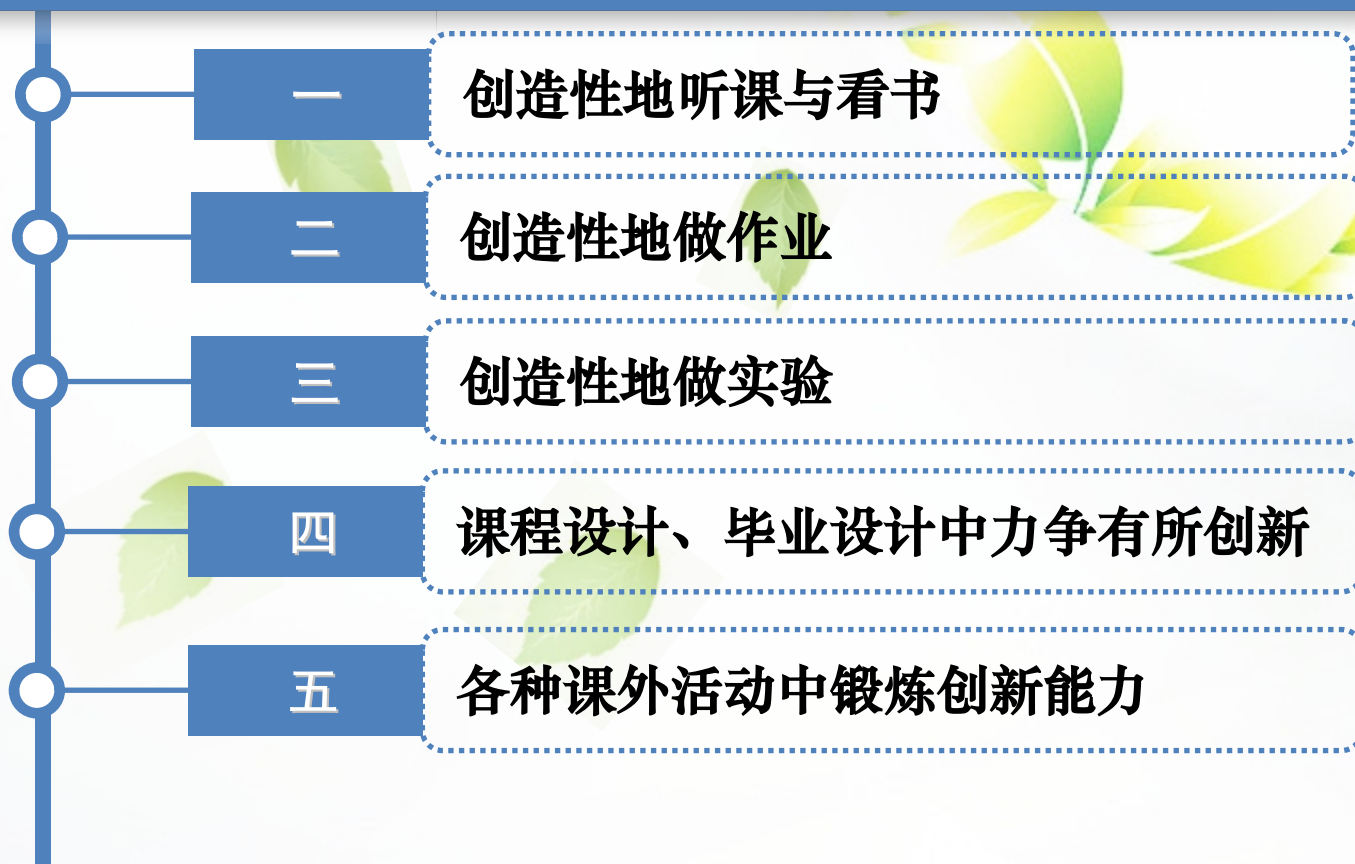 一 创造性地听课与看书
二 创造性地做作业
三 创造性地做实验
四 课程设计、毕业设计中力争有所创新
五 各种课外活动中锻炼创新能力